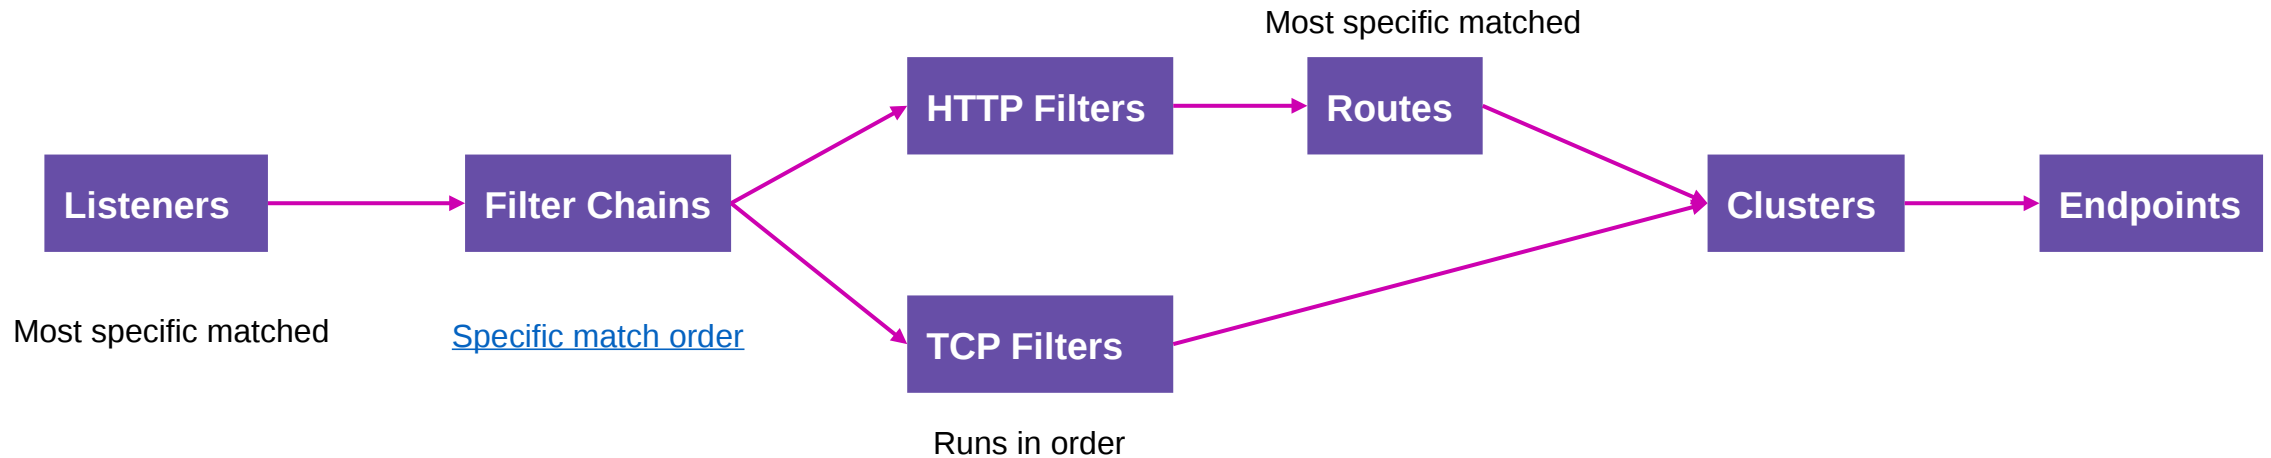 Most specific matched
HTTP Filters
Routes
Listeners
Filter Chains
Clusters
Endpoints
Most specific matched
Specific match order
TCP Filters
Runs in order